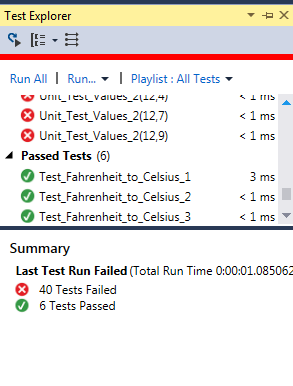 Test Explorer
Run All | Run... | Playlist : All Tests
Unit_Test_Values_2(12,4) < 1 ms
Unit_Test_Values_2(12,7) < 1 ms
Unit_Test_Values_2(12,9) < 1 ms
Passed Tests (6)
Test_Fahrenheit_to_Celsius_1 3 ms
Test_Fahrenheit_to_Celsius_2 < 1 ms
Test_Fahrenheit_to_Celsius_3 < 1 ms
Summary
Last Test Run Failed (Total Run Time 0:00:01.085062
40 Tests Failed
6 Tests Passed